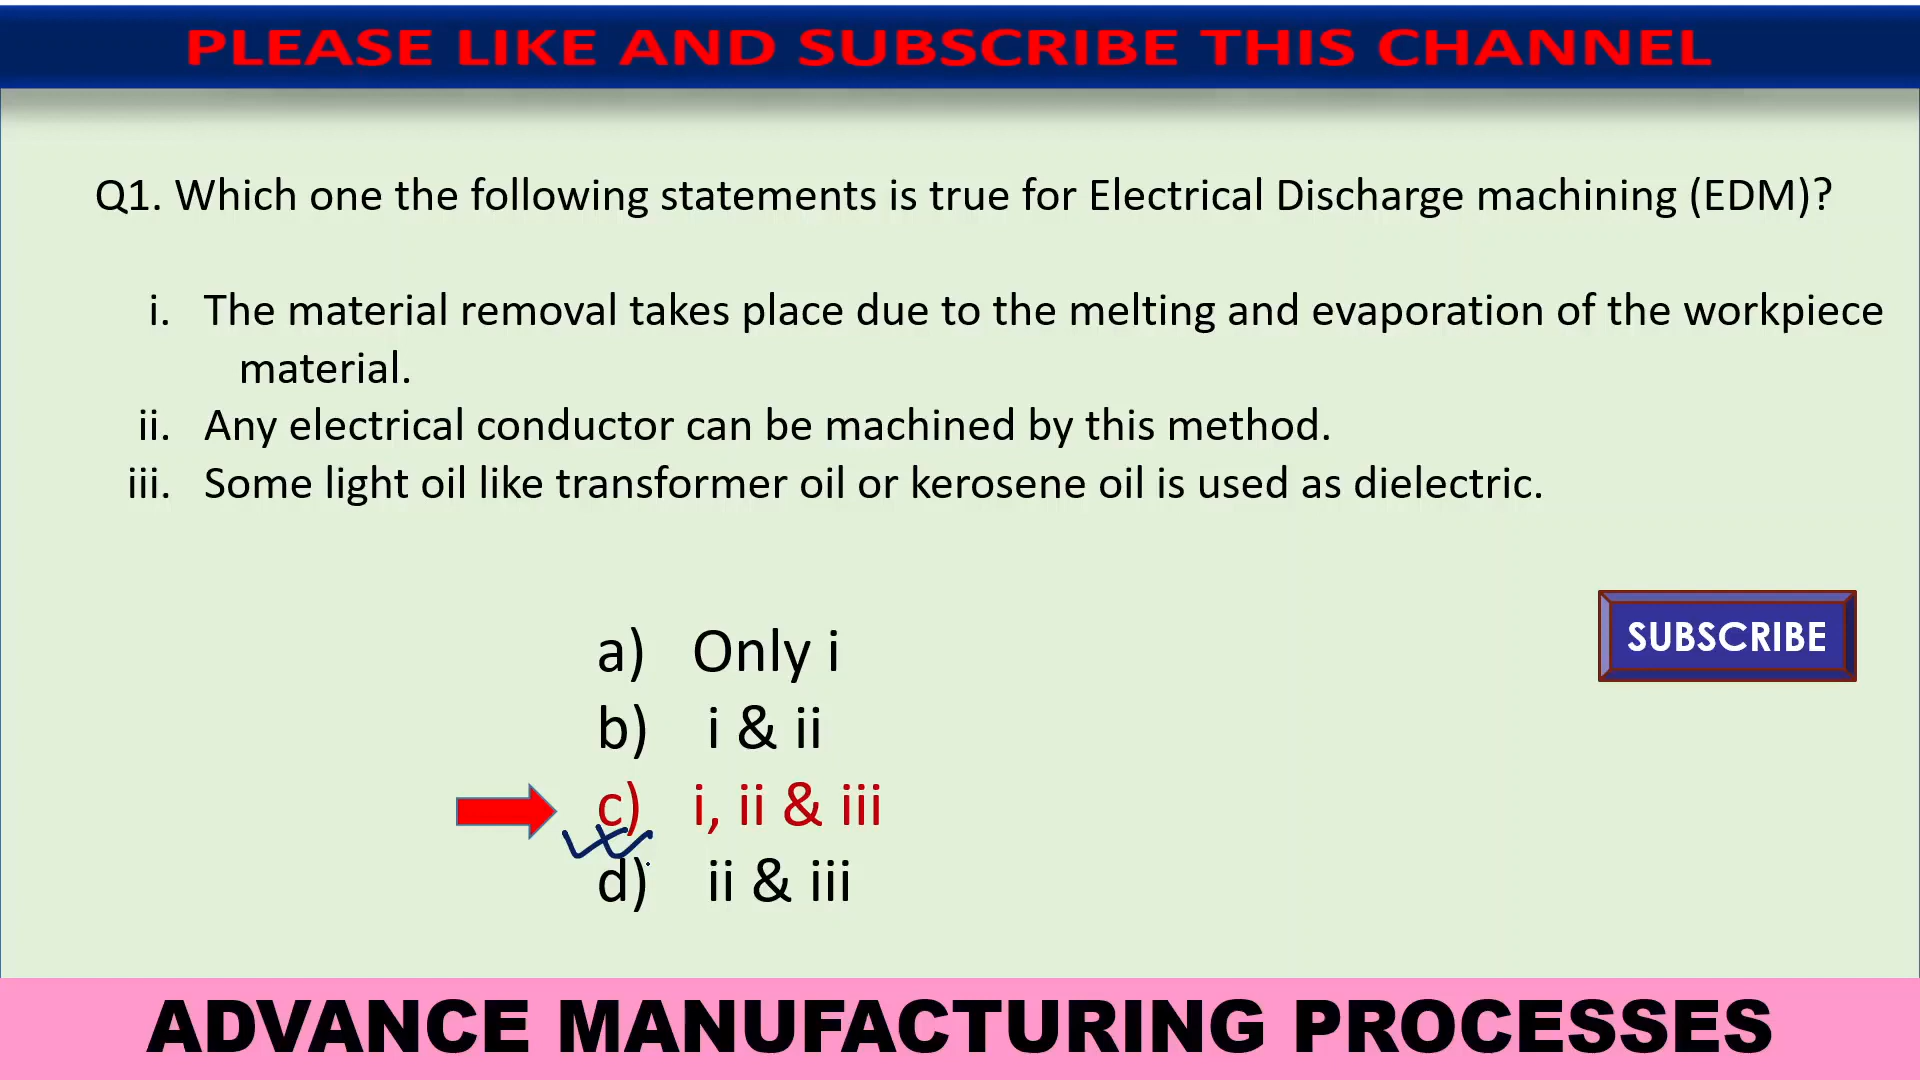 PLEASE LIKE AND SUBSCRIBE THIS CHANNEL
Q1. Which one the following statements is true for Electrical Discharge machining (EDM)?
i. The material removal takes place due to the melting and evaporation of the workpiece
material.
ii. Any electrical conductor can be machined by this method.
iii. Some light oil like transformer oil or kerosene oil is used as dielectric.
a) Only i
b) i & ii
c) i, ii & iii
d) ii & iii
SUBSCRIBE
ADVANCE MANUFACTURING PROCESSES